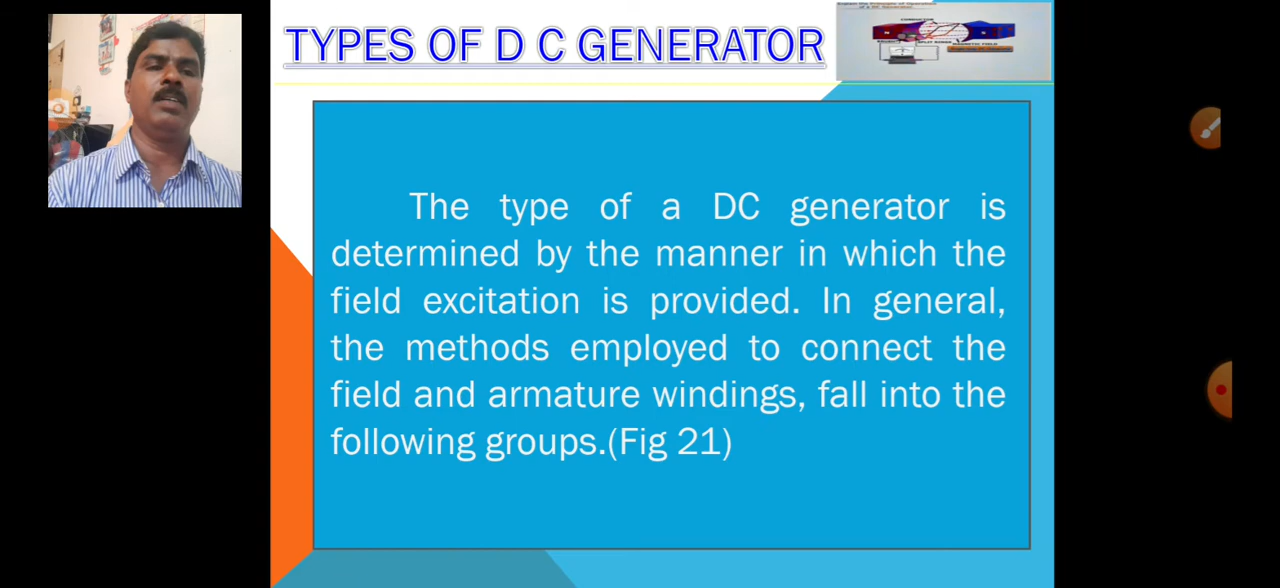 TYPES OF D C GENERATOR
The type of a DC generator is
determined by the manner in which the
field excitation is provided. In general,
the methods employed to connect the
field and armature windings, fall into the
following groups.(Fig 21)